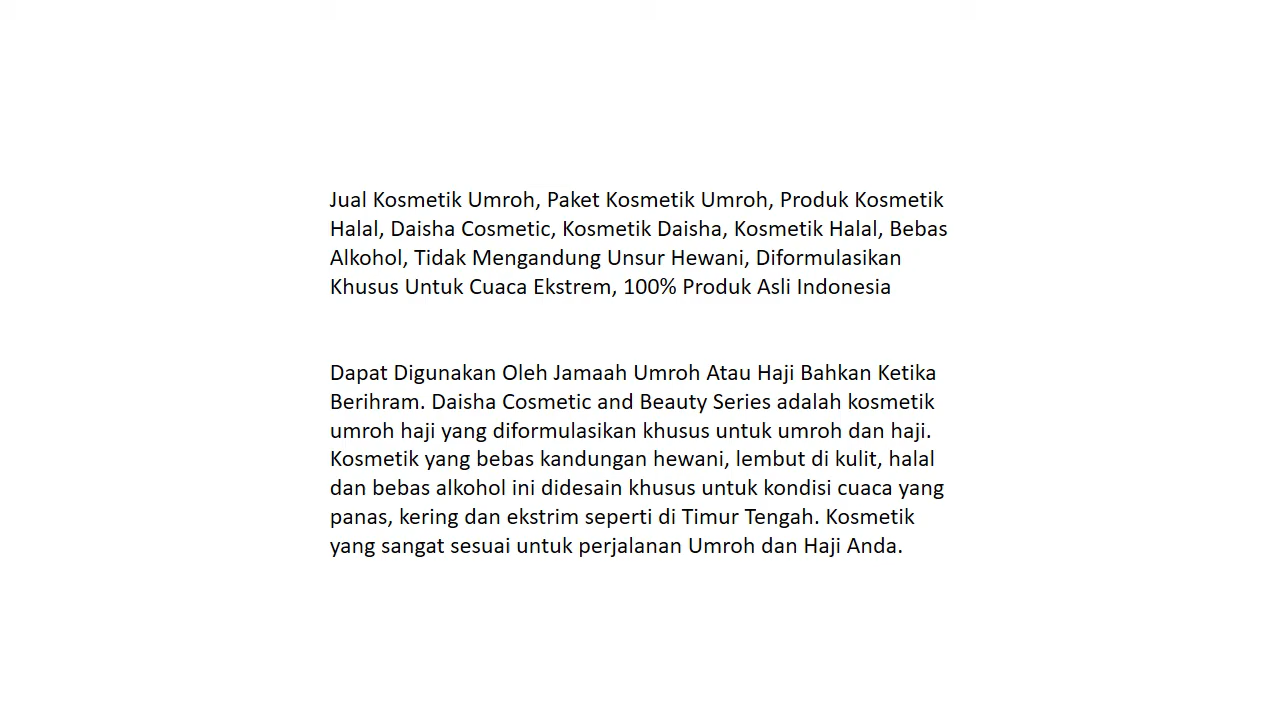 Jual Kosmetik Umroh, Paket Kosmetik Umroh, Produk Kosmetik
Halal, Daisha Cosmetic, Kosmetik Daisha, Kosmetik Halal, Bebas
Alkohol, Tidak Mengandung Unsur Hewani, Diformulasikan
Khusus Untuk Cuaca Ekstrem, 100% Produk Asli Indonesia
Dapat Digunakan Oleh Jamaah Umroh Atau Haji Bahkan Ketika
Berihram. Daisha Cosmetic and Beauty Series adalah kosmetik
umroh haji yang diformulasikan khusus untuk umroh dan haji.
Kosmetik yang bebas kandungan hewani, lembut di kulit, halal
dan bebas alkohol ini didesain khusus untuk kondisi cuaca yang
panas, kering dan ekstrim seperti di Timur Tengah. Kosmetik
yang sangat sesuai untuk perjalanan Umroh dan Haji Anda.